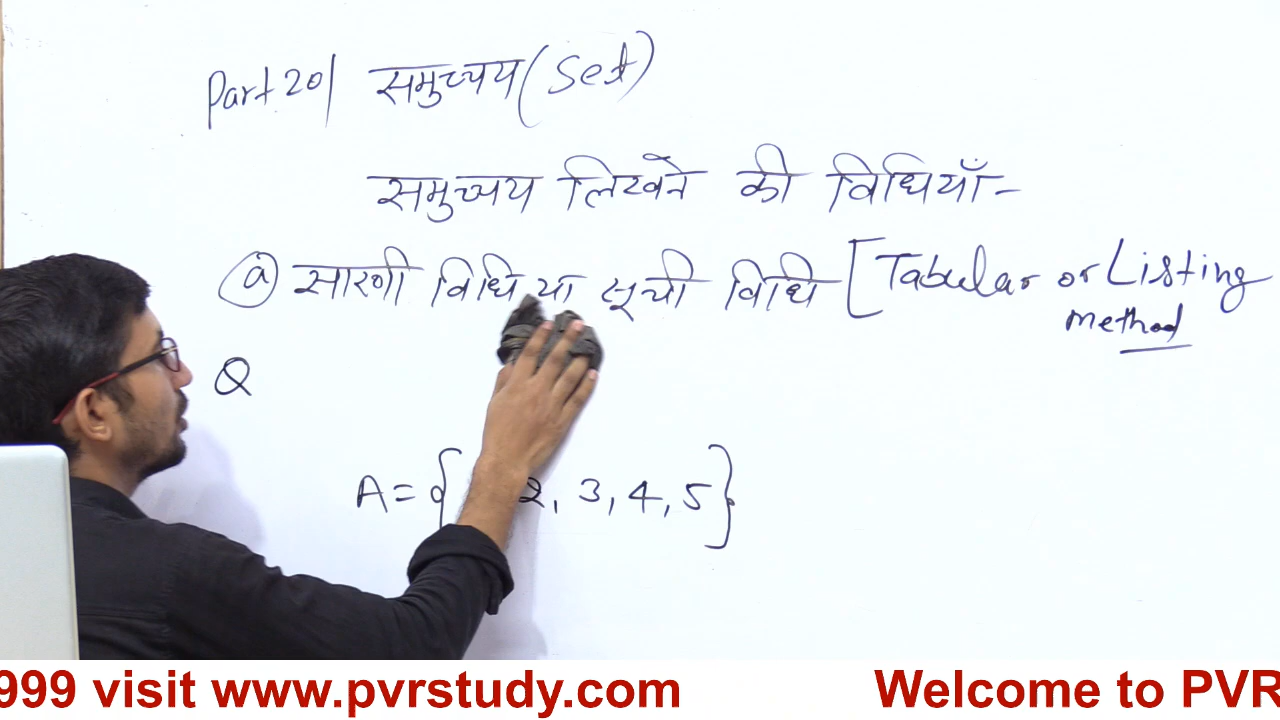 Part 20| समुच्चय (Set)
समुच्चय लिखने की विधियाँ-
(a) सारणी विधि या सूची विधि [Tabular or Listing
method
Q
A={ 2, 3, 4, 5}
999 visit www.pvrstudy.com Welcome to PVR